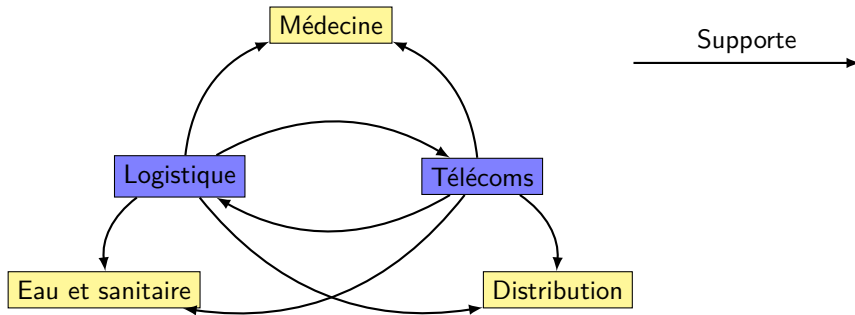 Médecine
Supporte
Logistique
Télécoms
Eau et sanitaire
Distribution